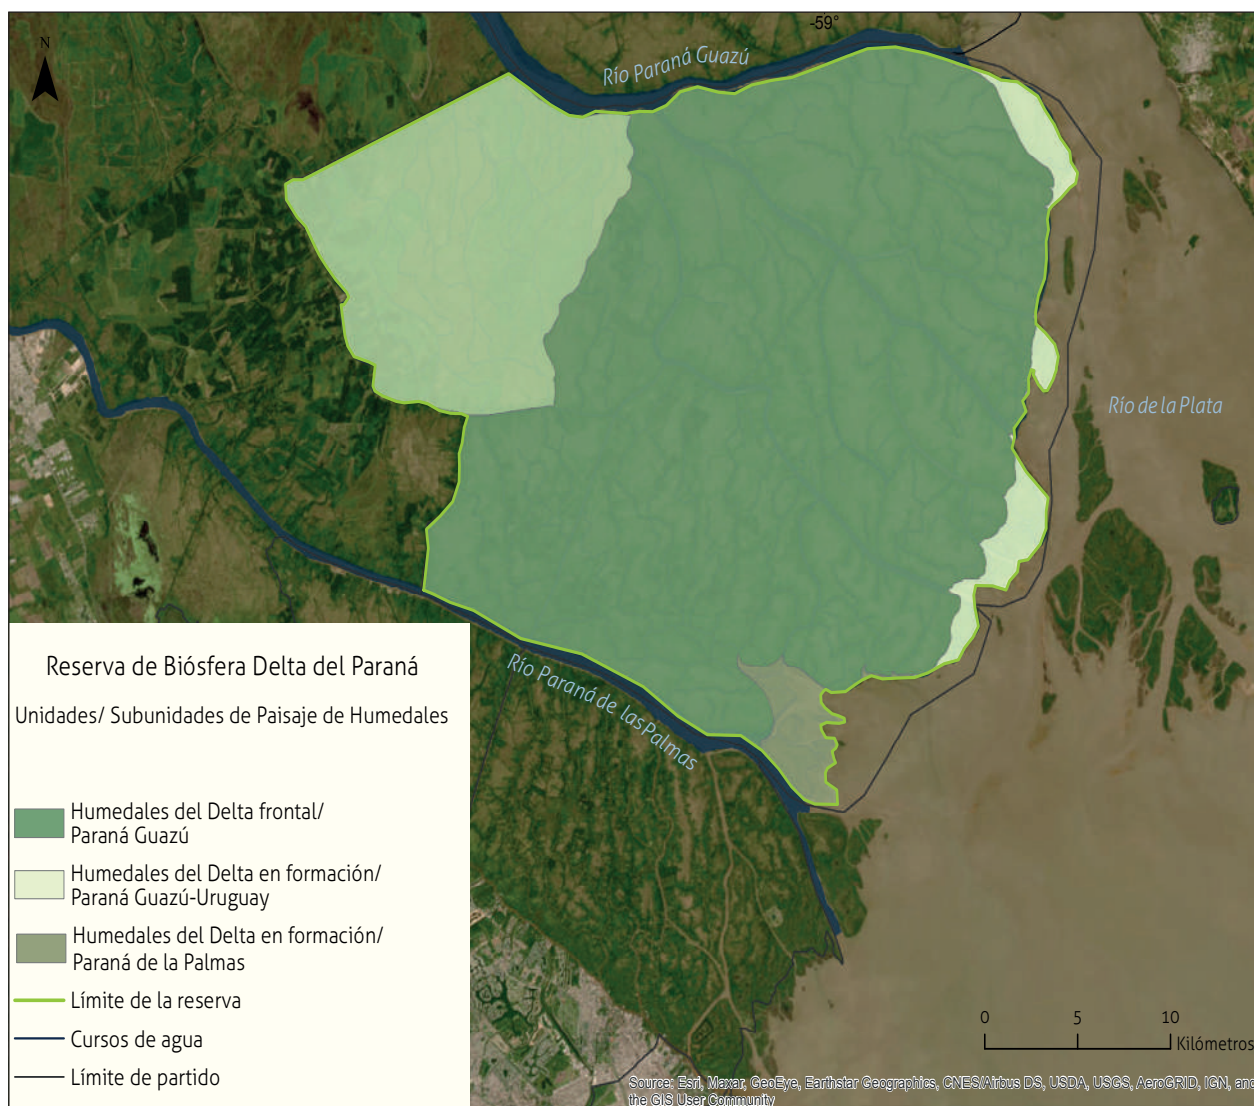 N
-59°
Río Paraná Guazú
Río de la Plata
Río Paraná de las Palmas
Reserva de Biósfera Delta del Paraná
Unidades/ Subunidades de Paisaje de Humedales
Humedales del Delta frontal/
Paraná Guazú
Humedales del Delta en formación/
Paraná Guazú-Uruguay
Humedales del Delta en formación/
Paraná de la Palmas
Límite de la reserva
Cursos de agua
Límite de partido
0 5 10
Kilómetros
Source: Esri, Maxar, GeoEye, Earthstar Geographics, CNES/Airbus DS, USDA, USGS, AeroGRID, IGN, and
the GIS User Community